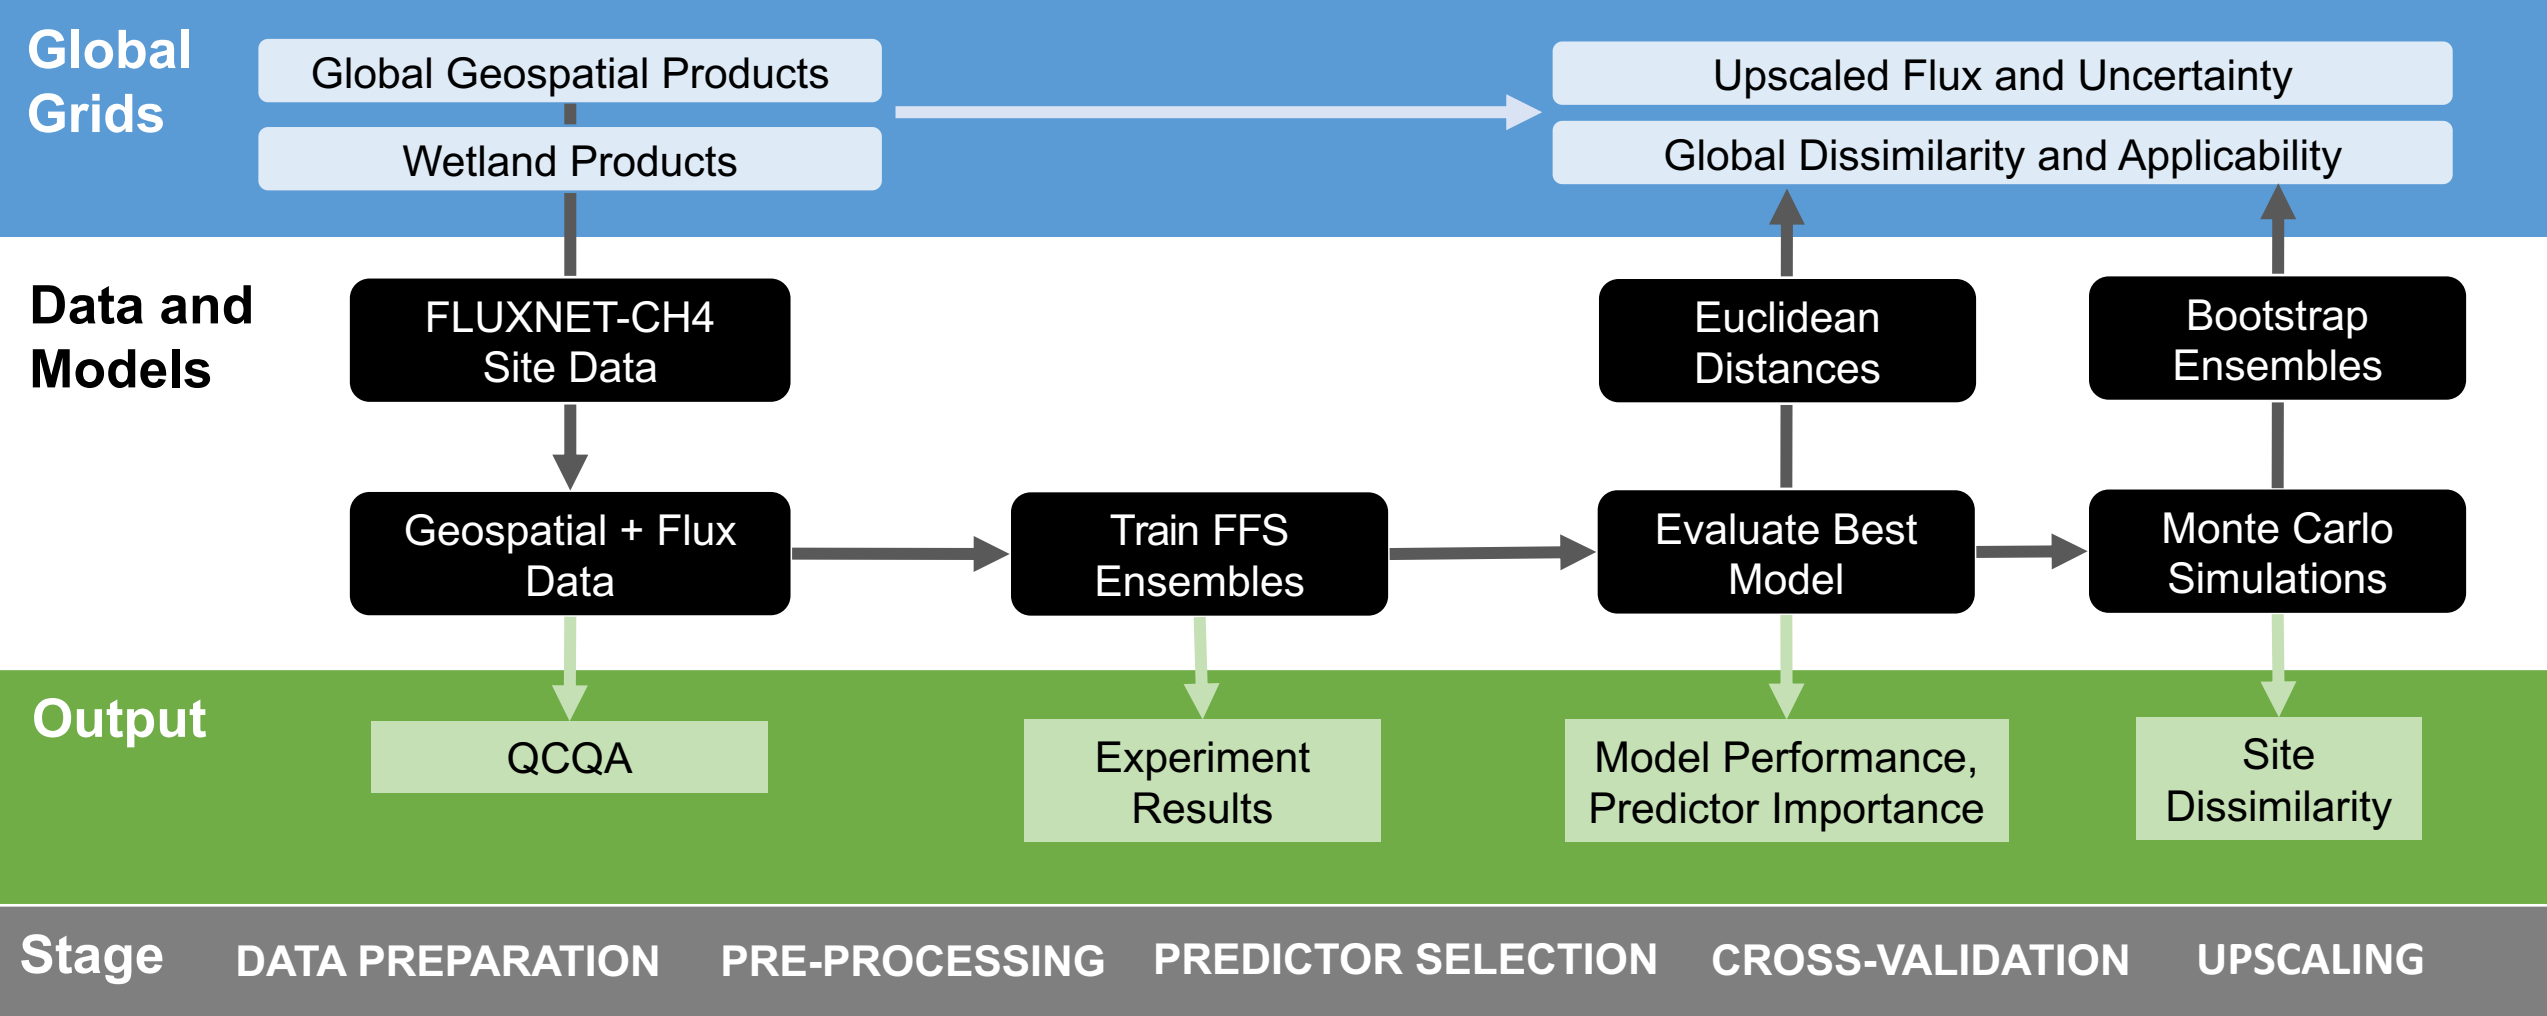 Global
Grids
Global Geospatial Products
Wetland Products
Upscaled Flux and Uncertainty
Global Dissimilarity and Applicability
Data and
Models
FLUXNET-CH4
Site Data
Euclidean
Distances
Bootstrap
Ensembles
Geospatial + Flux
Data
Train FFS
Ensembles
Evaluate Best
Model
Monte Carlo
Simulations
Output
QCQA
Experiment
Results
Model Performance,
Predictor Importance
Site
Dissimilarity
Stage
DATA PREPARATION
PRE-PROCESSING
PREDICTOR SELECTION
CROSS-VALIDATION
UPSCALING